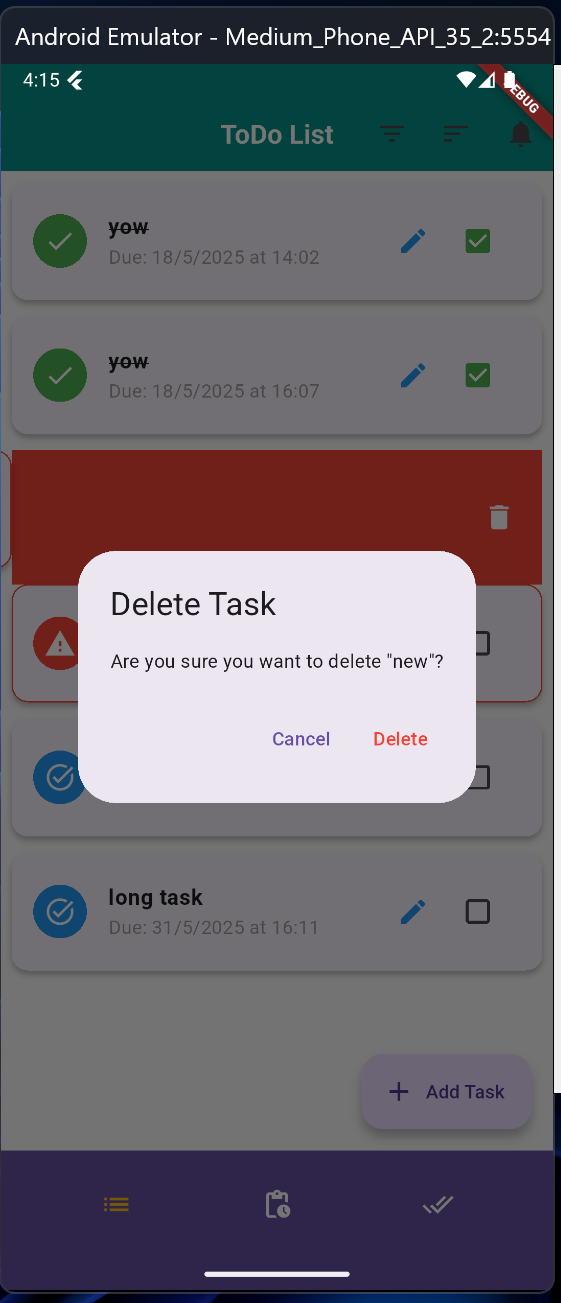 Android Emulator - Medium_Phone_API_35_2:5554
4:15
DEBUG
ToDo List
yow
Due: 18/5/2025 at 14:02
yow
Due: 18/5/2025 at 16:07
Delete Task
Are you sure you want to delete "new"?
Cancel Delete
long task
Due: 31/5/2025 at 16:11
Add Task